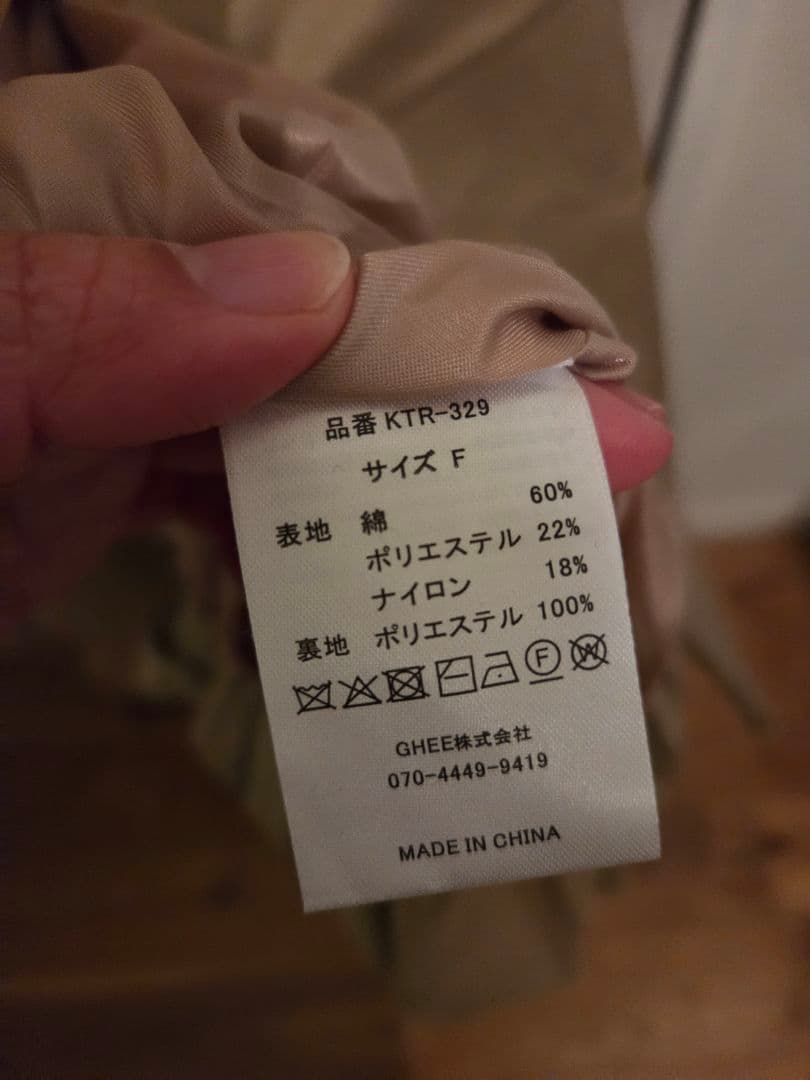 品番 KTR-329
サイズ F
表地 綿 60%
ポリエステル 22%
ナイロン 18%
裏地 ポリエステル 100%
F W
GHEE株式会社
070-4449-9419
MADE IN CHINA